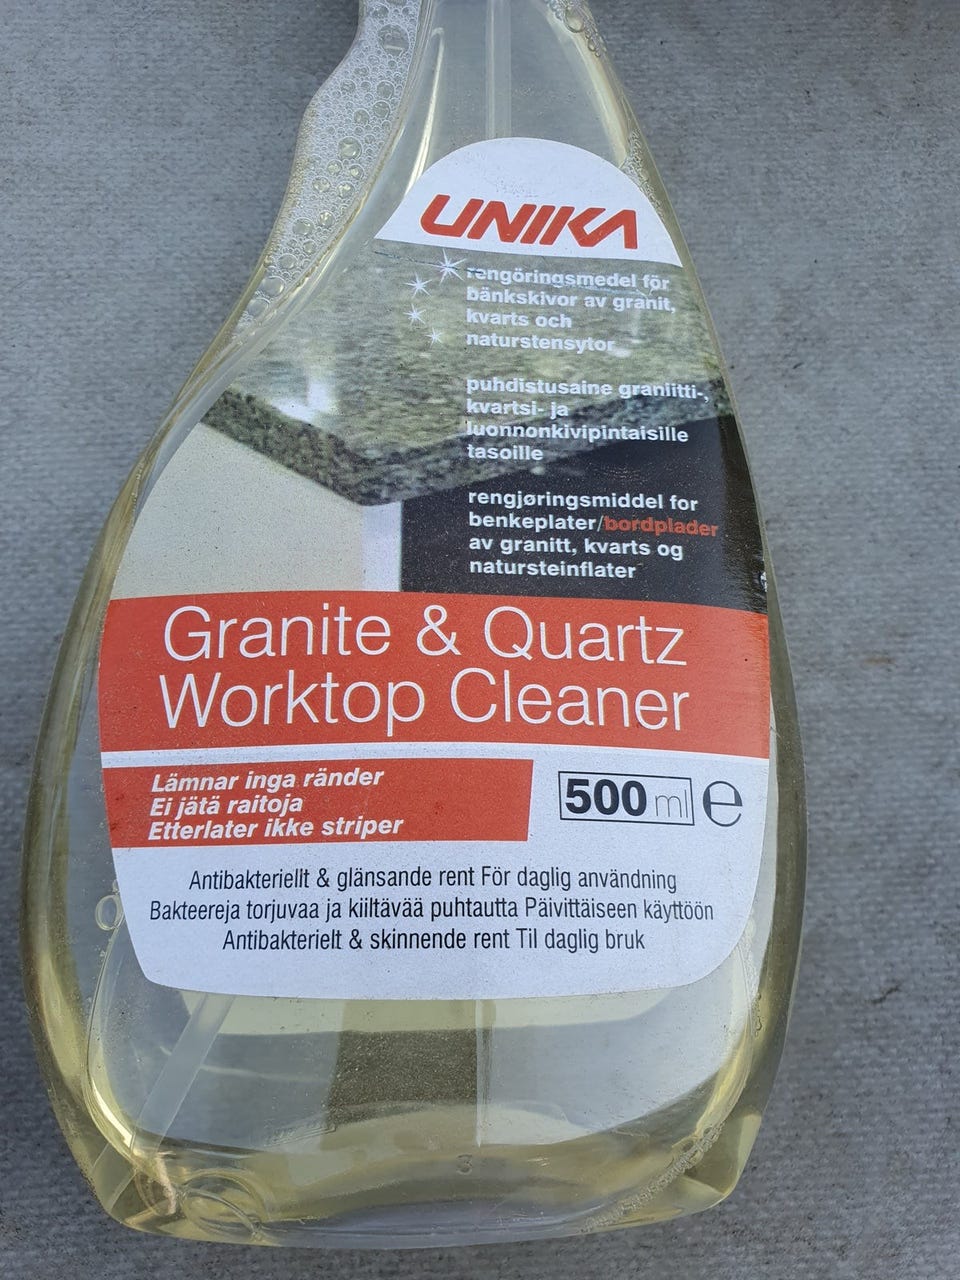 UNIKA
rengöringsmedel för
bänkskivor av granit,
kvarts och
naturstensytor
puhdistusaine graniitti-,
kvartsi- ja
luonnonkivipintaisille
tasoille
rengjøringsmiddel for
benkeplater/bordplader
av granitt, kvarts og
natursteinflater
Granite & Quartz
Worktop Cleaner
Lämnar inga ränder
Ei jätä raitoja
Etterlater ikke striper
500 ml e
Antibakteriellt & glänsande rent För daglig användning
Bakteereja torjuvaa ja kiiltävää puhtautta Päivittäiseen käyttöön
Antibakterielt & skinnende rent Til daglig bruk
3